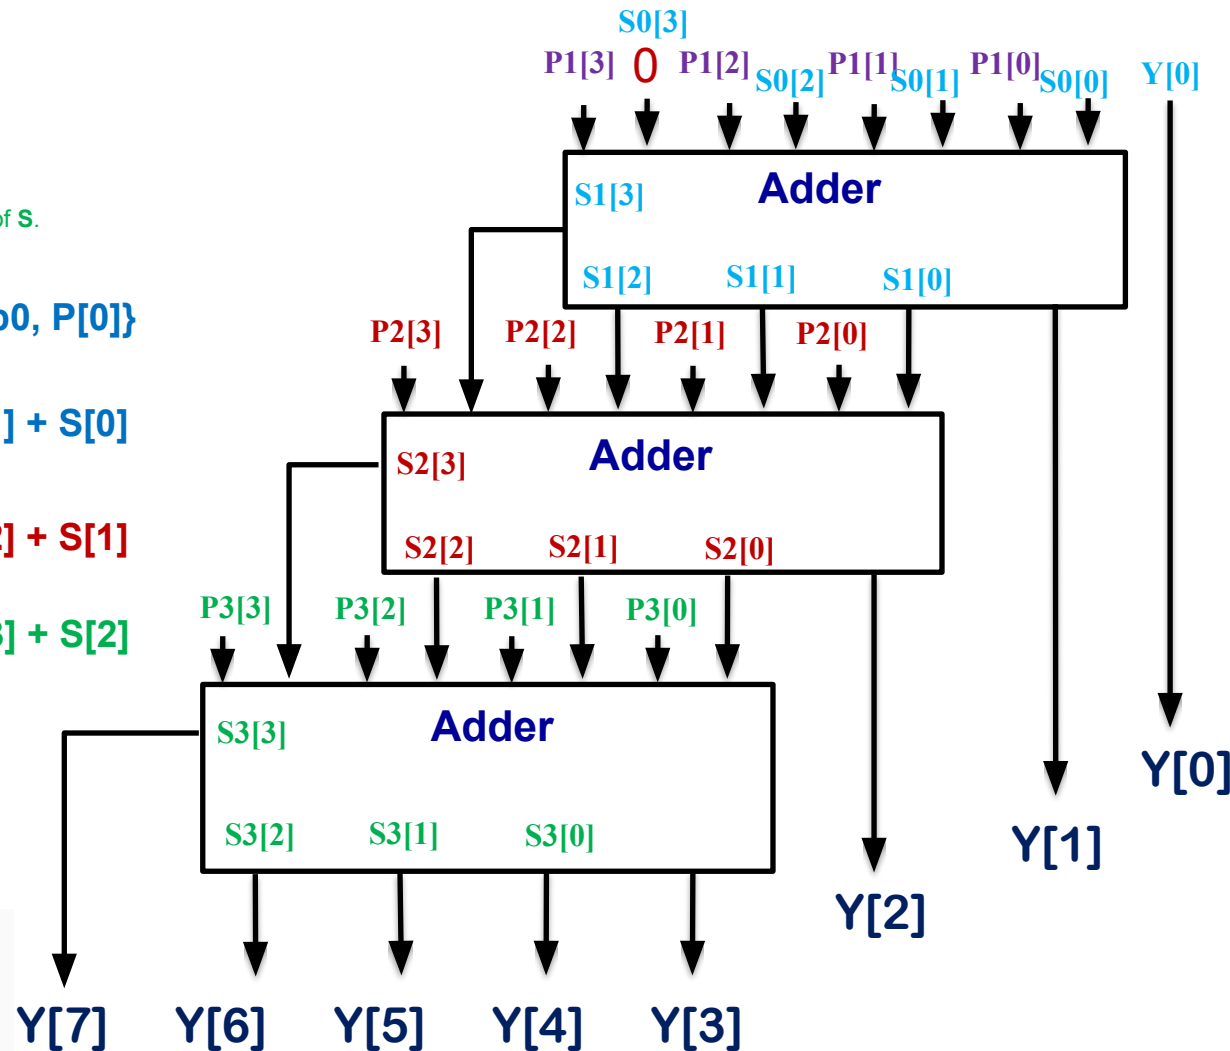 S0[3]
P1[3] 0 P1[2] S0[2] P1[1] S0[1] P1[0] S0[0] Y[0]
Adder
S1[3]
of S.
S1[2] S1[1] S1[0]
0, P[0]}
P2[3] P2[2] P2[1] P2[0]
] + S[0]
Adder
S2[3]
] + S[1]
S2[2] S2[1] S2[0]
P3[3] P3[2] P3[1] P3[0]
] + S[2]
Adder
S3[3]
Y[0]
S3[2] S3[1] S3[0]
Y[1]
Y[2]
Y[7] Y[6] Y[5] Y[4] Y[3]